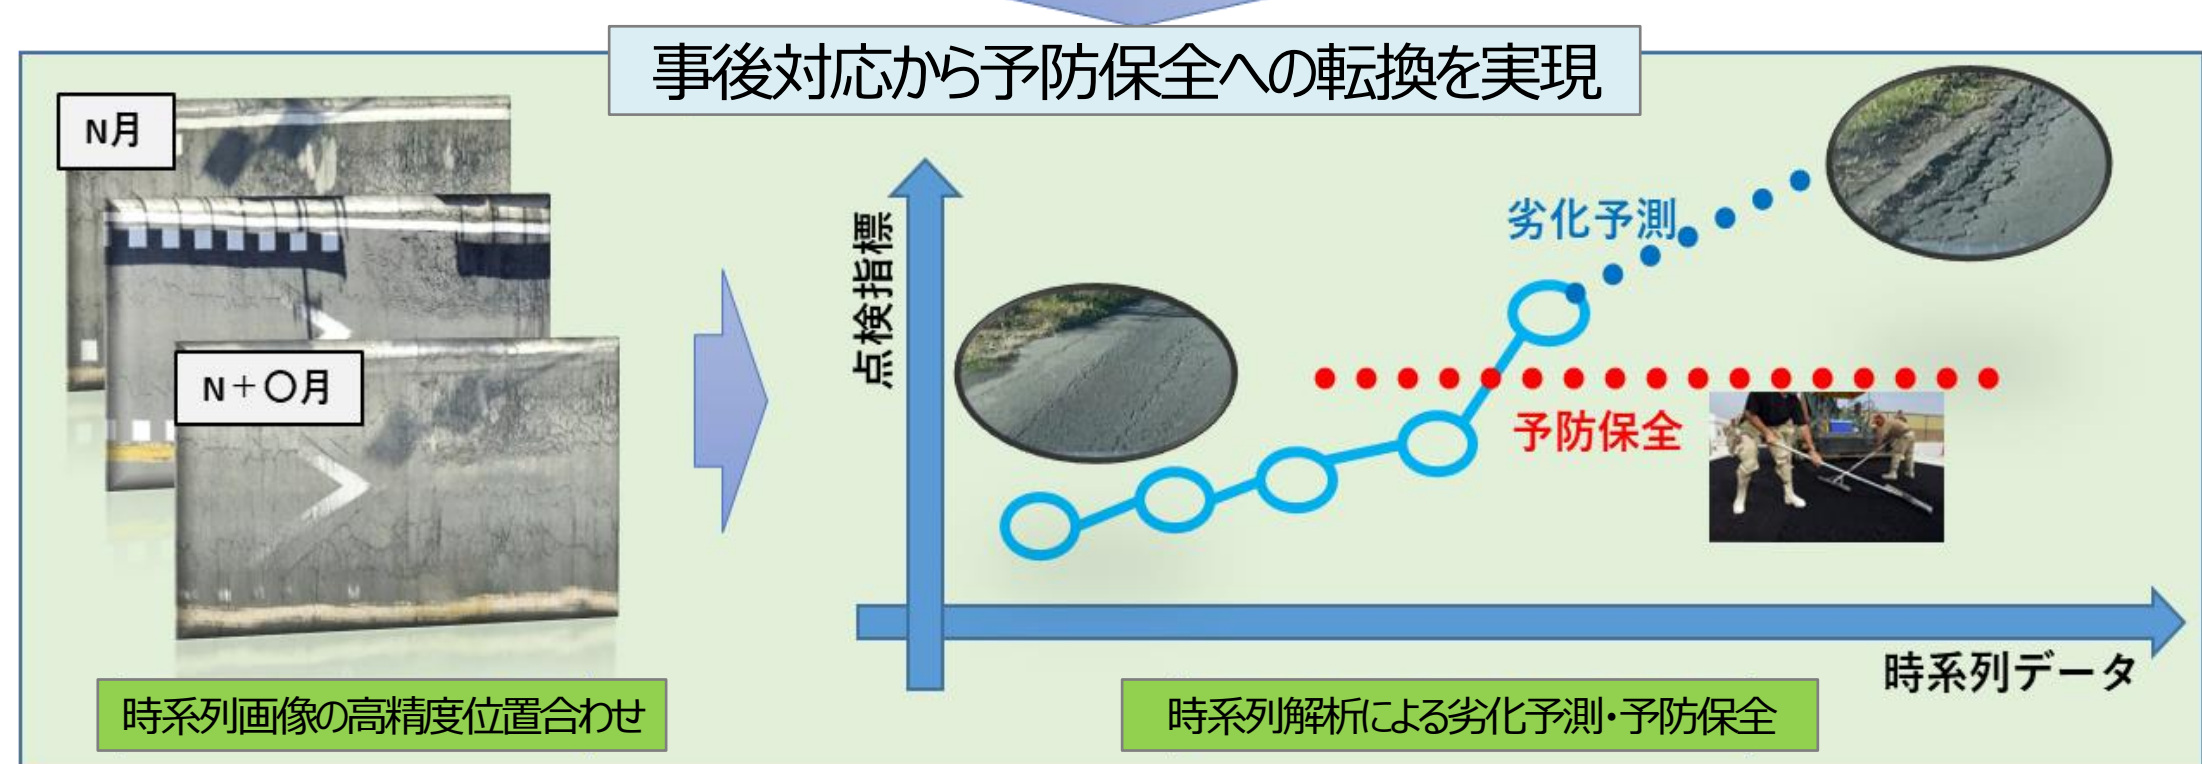 事後対応から予防保全への転換を実現
N月
N+〇月
時系列画像の高精度位置合わせ
点検指標
劣化予測
予防保全
時系列データ
時系列解析による劣化予測・予防保全